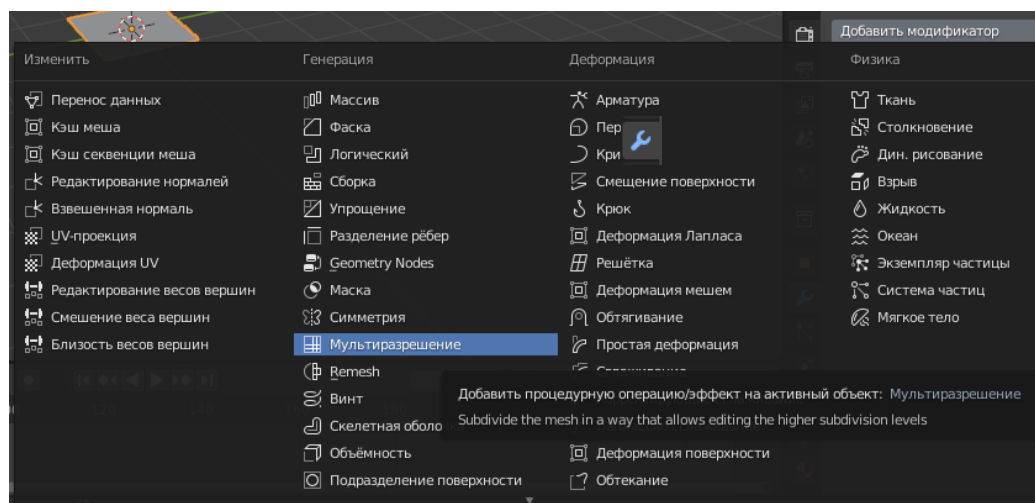 Добавить модификатор
Изменить
Перенос данных
Кэш меша
Кэш секвенции меша
Редактирование нормалей
Взвешенная нормаль
UV-проекция
Деформация UV
Редактирование весов вершин
Смешение веса вершин
Близость весов вершин
Генерация
Массив
Фаска
Логический
Сборка
Упрощение
Разделение рёбер
Geometry Nodes
Маска
Симметрия
Мультиразрешение
Remesh
Винт
Скелетная оболо
Объёмность
Подразделение поверхности
Деформация
Арматура
Пер
Кри
Смещение поверхности
Крюк
Деформация Лапласа
Решётка
Деформация мешем
Обтягивание
Простая деформация
Деформация поверхности
Обтекание
Физика
Ткань
Столкновение
Дин. рисование
Взрыв
Жидкость
Океан
Экземпляр частицы
Система частиц
Мягкое тело
Добавить процедурную операцию/эффект на активный объект: Мультиразрешение
Subdivide the mesh in a way that allows editing the higher subdivision levels